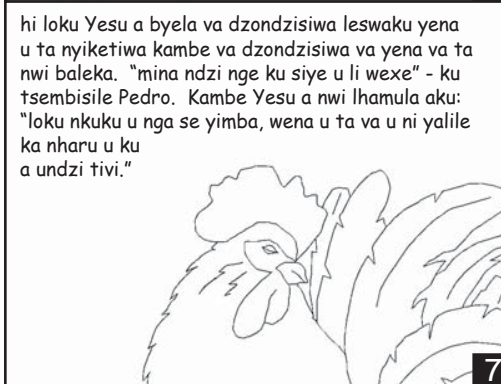 hi loku Yesu a byela va dzondzisiwa leswaku yena
u ta nyiketiwa kambe va dzondzisiwa va yena va ta
nwi baleka. “mina ndzi nge ku siye u li wexe” - ku
tsembisile Pedro. Kambe Yesu a nwi lhamula aku:
“loku nkuku u nga se yimba, wena u ta va u ni yalile
ka nharu u ku
a undzi tivi.”
7